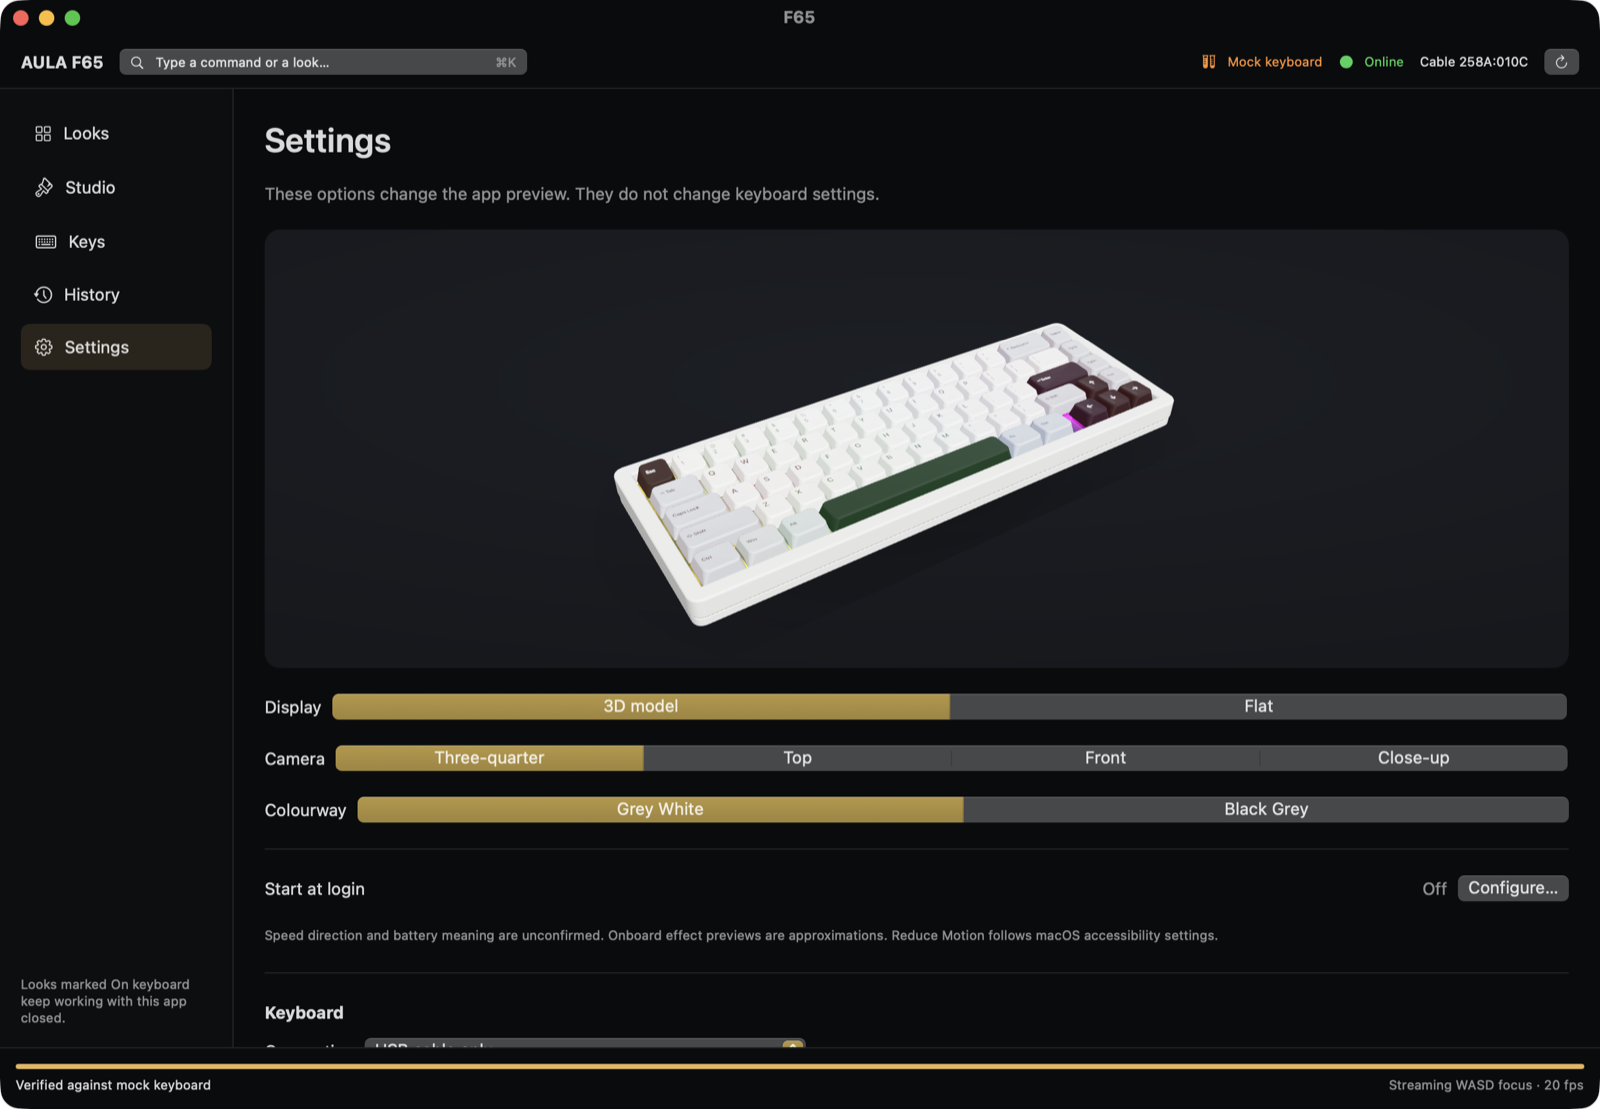 F65
AULA F65
Type a command or a look...
⌘K
Mock keyboard
Online
Cable 258A:010C
Looks
Studio
Keys
History
Settings
Looks marked On keyboard
keep working with this app
closed.
Settings
These options change the app preview. They do not change keyboard settings.
Display
3D model
Flat
Camera
Three-quarter
Top
Front
Close-up
Colourway
Grey White
Black Grey
Start at login
Off
Configure...
Speed direction and battery meaning are unconfirmed. Onboard effect previews are approximations. Reduce Motion follows macOS accessibility settings.
Keyboard
Verified against mock keyboard
Streaming WASD focus · 20 fps